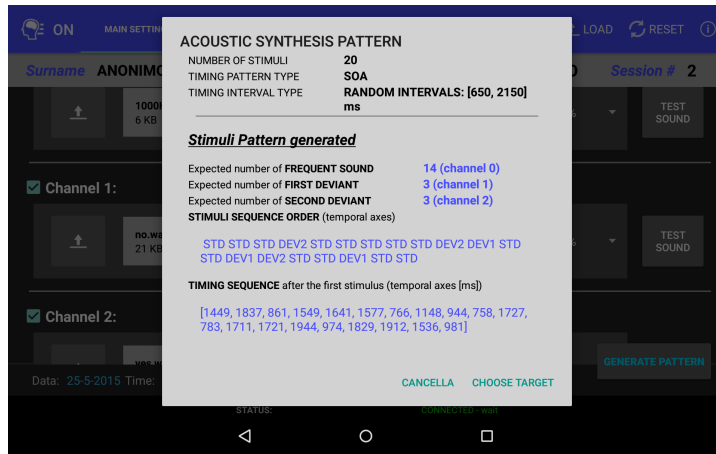 ON MAIN SETTIN LOAD RESET
Surname ANONIMO Session # 2
ACOUSTIC SYNTHESIS PATTERN
NUMBER OF STIMULI 20
TIMING PATTERN TYPE SOA
TIMING INTERVAL TYPE RANDOM INTERVALS: [650, 2150]
ms
1000H
6 KB
TEST
SOUND
Stimuli Pattern generated
Expected number of FREQUENT SOUND 14 (channel 0)
Expected number of FIRST DEVIANT 3 (channel 1)
Expected number of SECOND DEVIANT 3 (channel 2)
STIMULI SEQUENCE ORDER (temporal axes)
STD STD STD DEV2 STD STD STD STD STD DEV2 DEV1 STD
STD DEV1 DEV2 STD STD DEV1 STD STD
Channel 1:
no.wa
21 KB
%
TEST
SOUND
TIMING SEQUENCE after the first stimulus (temporal axes [ms])
[1449, 1837, 861, 1549, 1641, 1577, 766, 1148, 944, 758, 1727,
783, 1711, 1721, 1944, 974, 1829, 1912, 1536, 981]
Channel 2:
yes.w
GENERATE PATTERN
CANCELLA CHOOSE TARGET
Data: 25-5-2015 Time:
STATUS: CONNECTED - wait